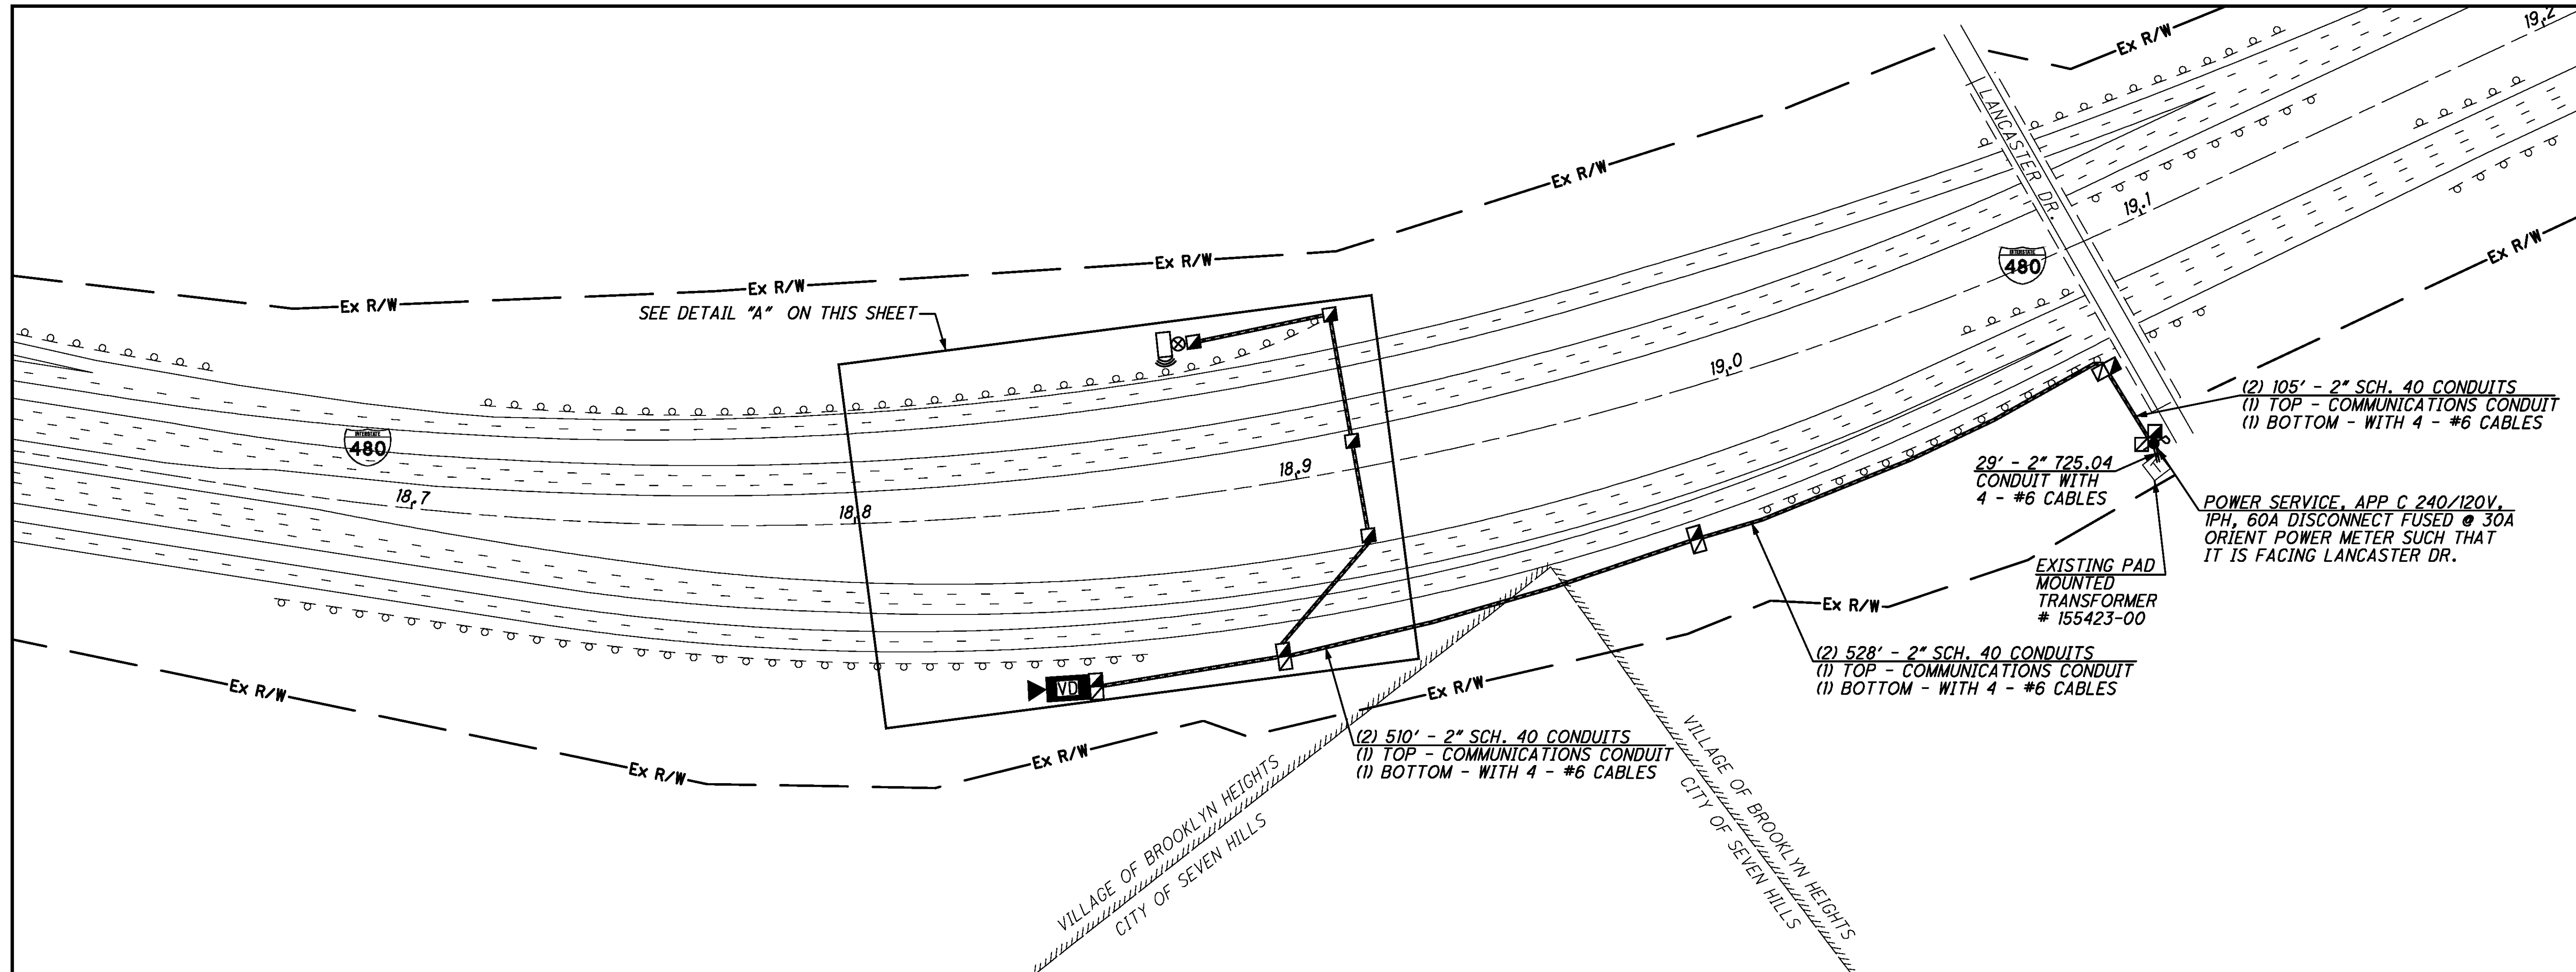 19.2
Ex R/W
LANCASTER DR.
Ex R/W
19.1
Ex R/W
INTERSTATE
480
Ex R/W
Ex R/W
Ex R/W
SEE DETAIL "A" ON THIS SHEET
19.0
(2) 105' - 2" SCH. 40 CONDUITS
(1) TOP - COMMUNICATIONS CONDUIT
(1) BOTTOM - WITH 4 - #6 CABLES
INTERSTATE
480
18.9
18.7
18.8
29' - 2" 725.04
CONDUIT WITH
4 - #6 CABLES
POWER SERVICE, APP C 240/120V,
1PH, 60A DISCONNECT FUSED @ 30A
ORIENT POWER METER SUCH THAT
IT IS FACING LANCASTER DR.
EXISTING PAD
MOUNTED
TRANSFORMER
# 155423-00
Ex R/W
(2) 528' - 2" SCH. 40 CONDUITS
(1) TOP - COMMUNICATIONS CONDUIT
(1) BOTTOM - WITH 4 - #6 CABLES
Ex R/W
VD
Ex R/W
(2) 510' - 2" SCH. 40 CONDUITS
(1) TOP - COMMUNICATIONS CONDUIT
(1) BOTTOM - WITH 4 - #6 CABLES
Ex R/W
Ex R/W
VILLAGE OF BROOKLYN HEIGHTS
CITY OF SEVEN HILLS
VILLAGE OF BROOKLYN HEIGHTS
CITY OF SEVEN HILLS